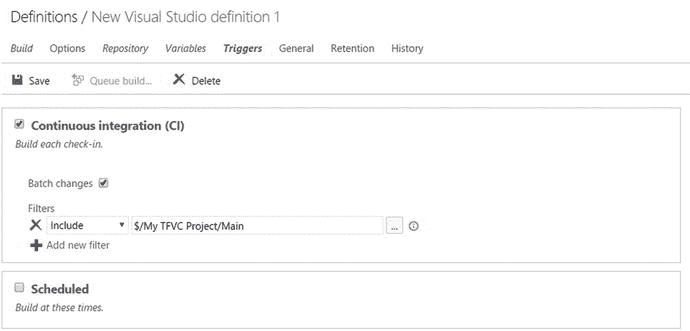 Definitions / New Visual Studio definition 1
Build Options Repository Variables Triggers General Retention History
Save Queue build... Delete
Continuous integration (CI)
Build each check-in.
Batch changes
Filters
Include $/My TFVC Project/Main ...
Add new filter
Scheduled
Build at these times.